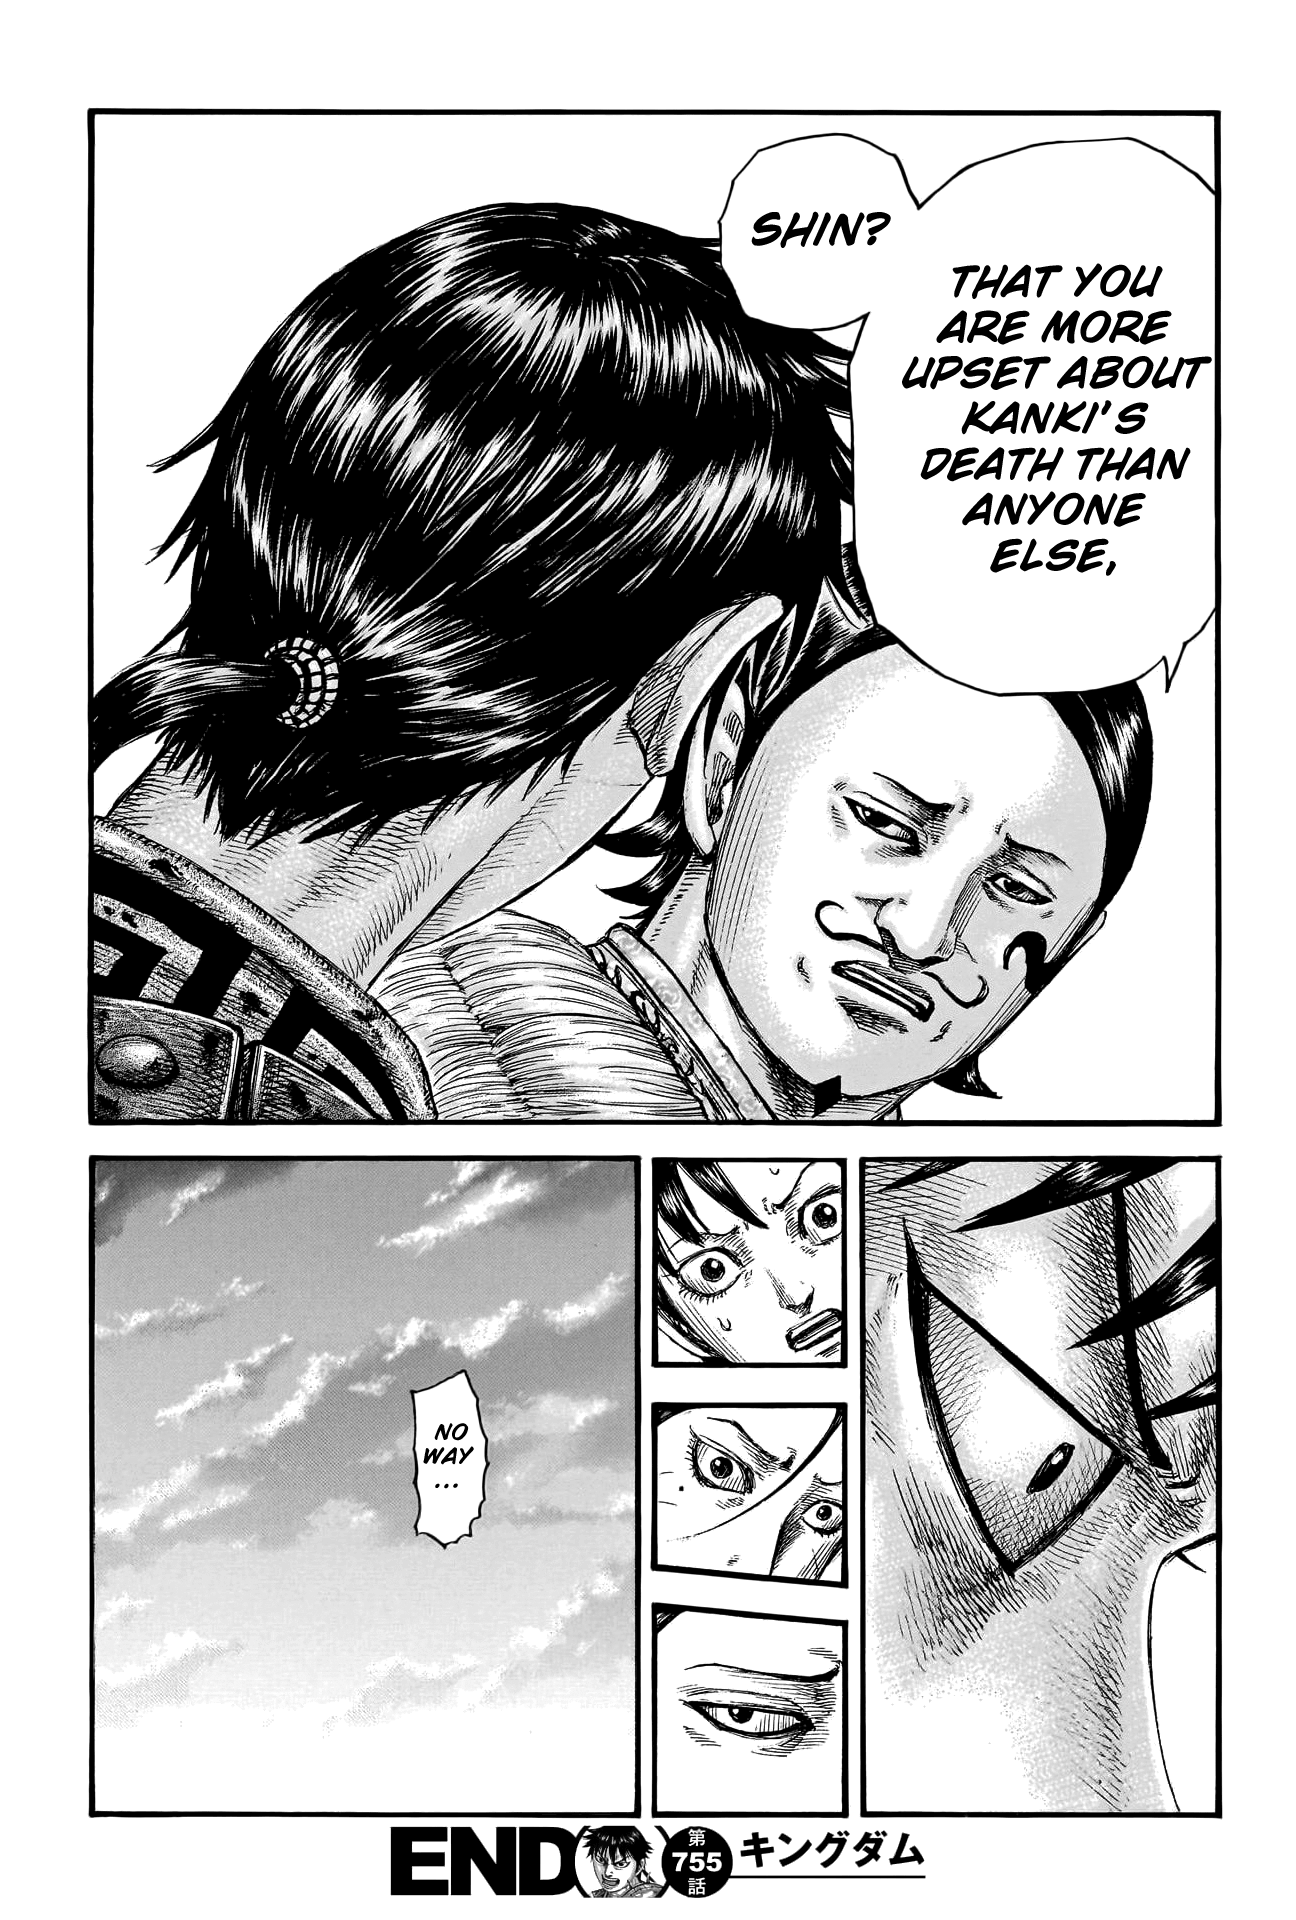 THAT YOU
ARE MORE
UPSET ABOUT
KANKI'S
DEATH THAN
ANYONE
ELSE,
SHIN?
NO
WAY
...
END
第
755
話
キングダム